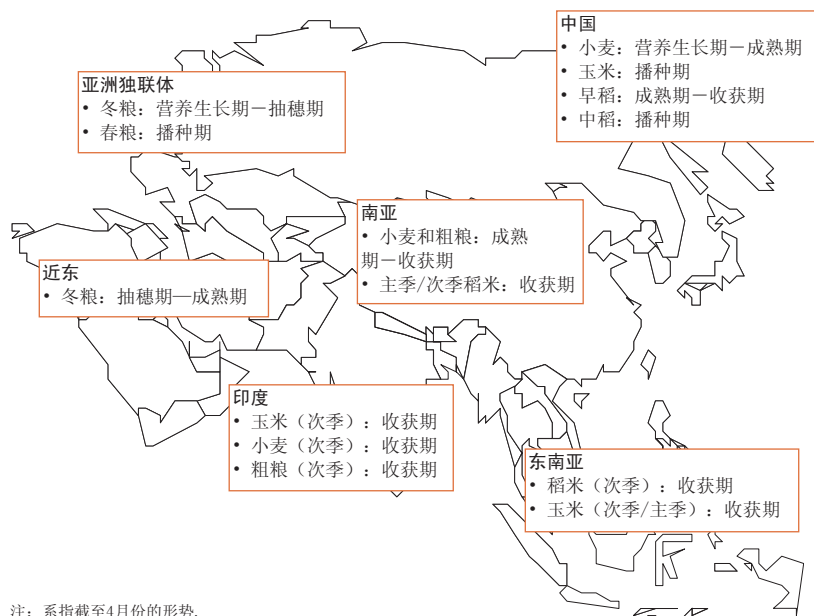 中国
• 小麦：营养生长期－成熟期
• 玉米：播种期
• 早稻：成熟期－收获期
• 中稻：播种期
亚洲独联体
• 冬粮：营养生长期－抽穗期
• 春粮：播种期
南亚
• 小麦和粗粮：成熟
期－收获期
• 主季/次季稻米：收获期
近东
• 冬粮：抽穗期—成熟期
印度
• 玉米（次季）：收获期
• 小麦（次季）：收获期
• 粗粮（次季）：收获期
东南亚
• 稻米（次季）：收获期
• 玉米（次季/主季）：收获期
注：系指截至4月份的形势.